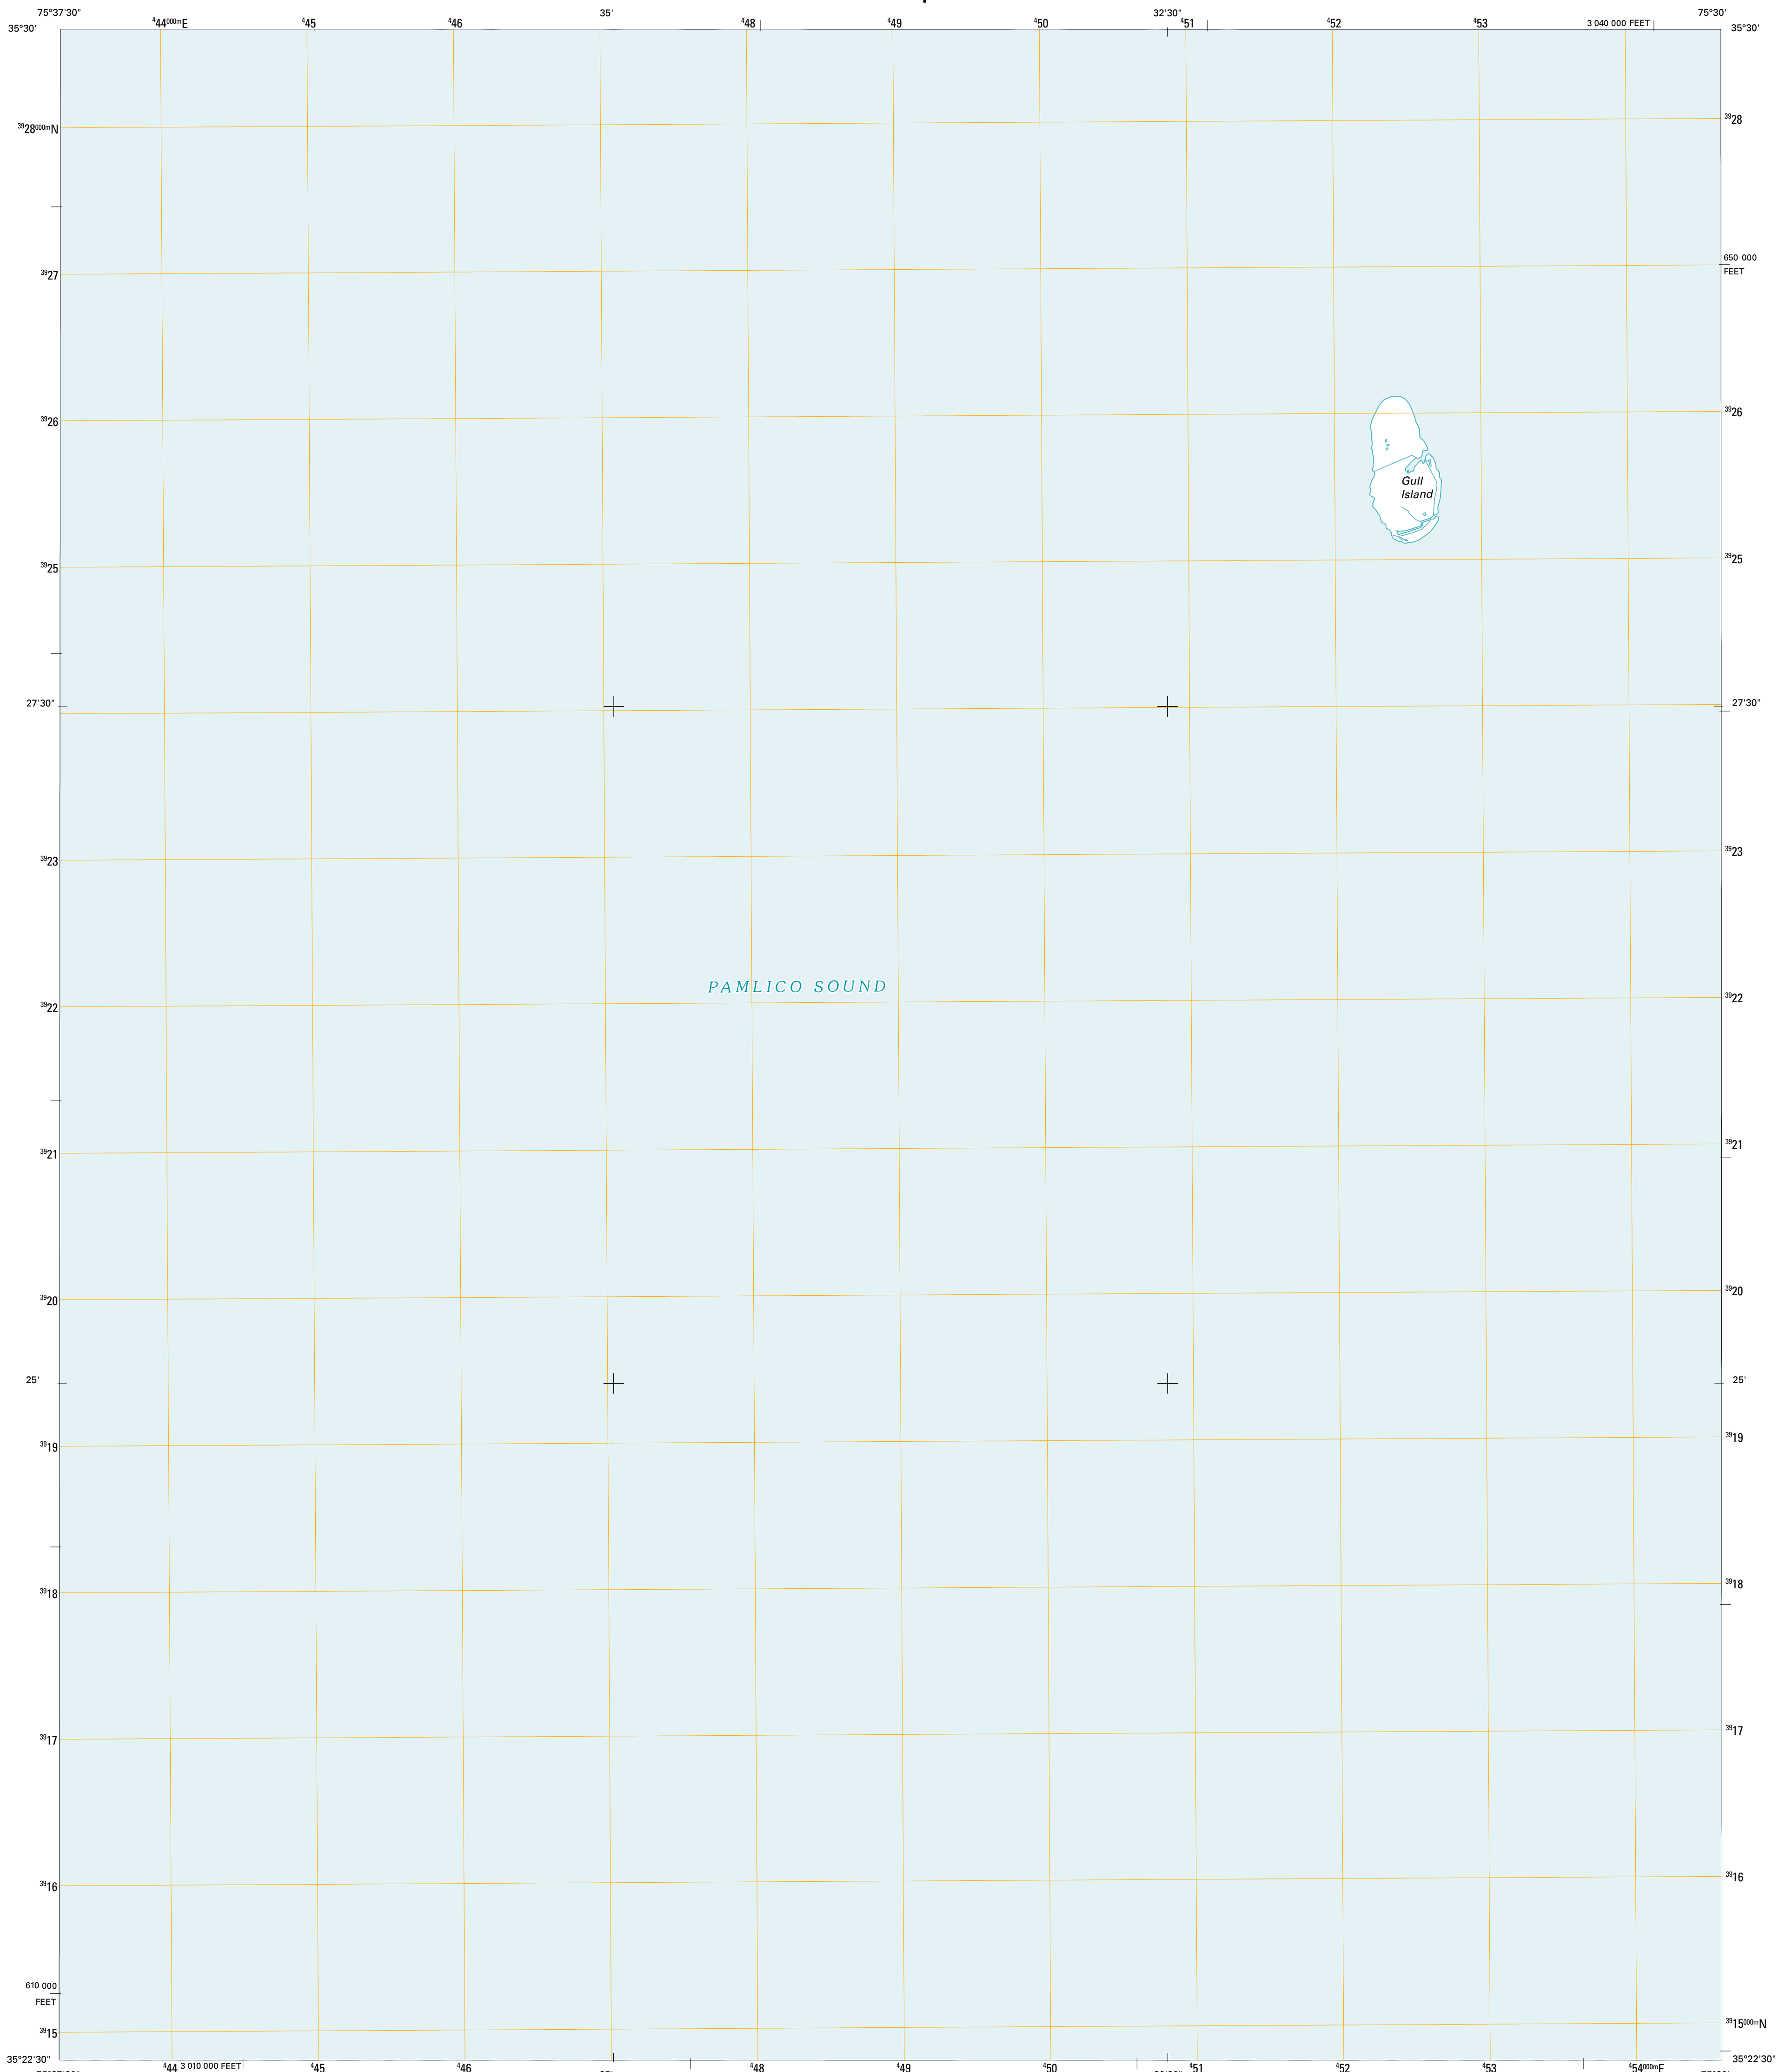 75°37'30" ⁴44⁰⁰⁰ᵐE ⁴45 ⁴46 35' ⁴48 ⁴49 ⁴50 32'30" ⁴51 ⁴52 ⁴53 3 040 000 FEET 75°30'
35°30' 35°30'
³⁹28⁰⁰⁰ᵐN ³⁹28
³⁹27 650 000
FEET
³⁹26 ³⁹26
Gull
Island
³⁹25 ³⁹25
27'30" 27'30"
³⁹23 ³⁹23
PAMLICO SOUND
³⁹22 ³⁹22
³⁹21 ³⁹21
³⁹20 ³⁹20
25' 25'
³⁹19 ³⁹19
³⁹18 ³⁹18
³⁹17 ³⁹17
³⁹16 ³⁹16
610 000
FEET
³⁹15 ³⁹15⁰⁰⁰ᵐN
35°22'30" 35°22'30"
⁴44 3 010 000 FEET ⁴45 ⁴46 ⁴48 ⁴49 ⁴50 ⁴51 ⁴52 ⁴53 ⁴54⁰⁰⁰ᵐE